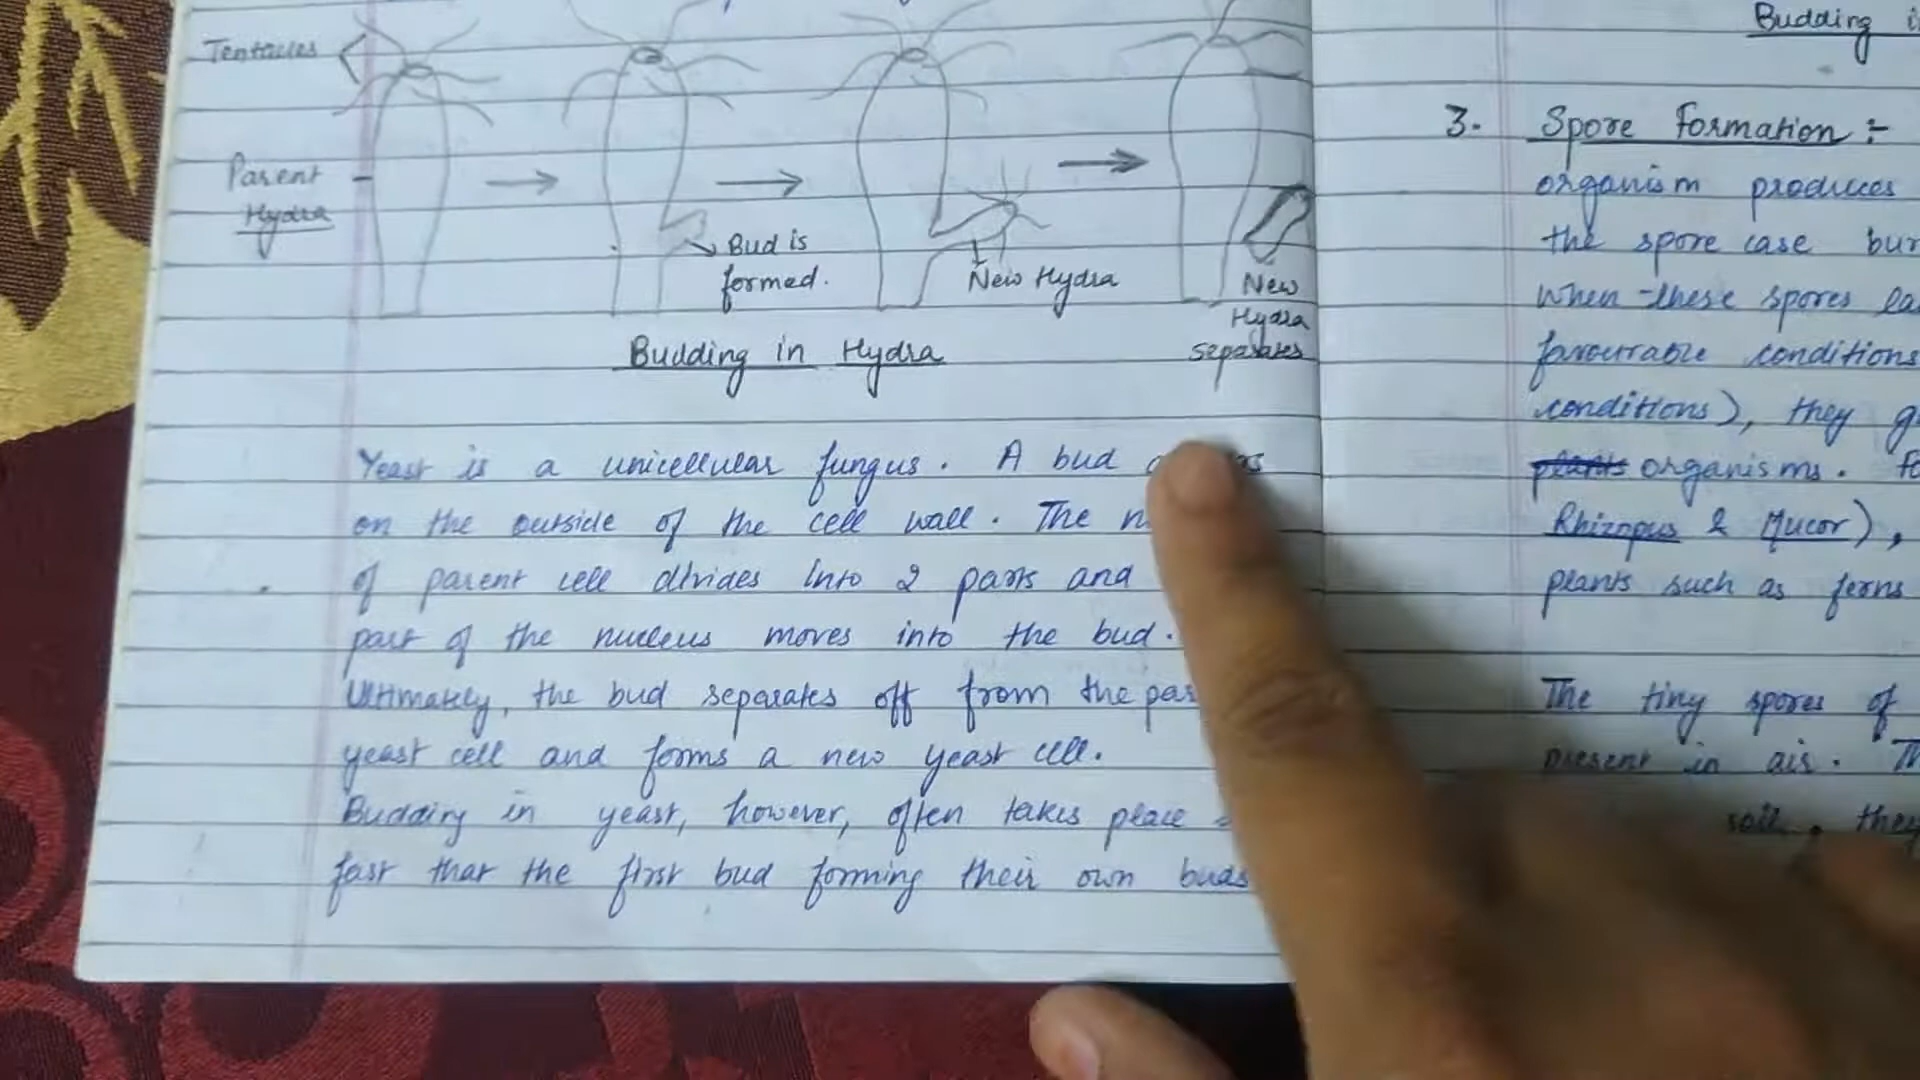 Tentacles
Parent
Hydra
Bud is
formed.
New Hydra
New
Hydra
separates
Budding in Hydra
Yeast is a unicellular fungus. A bud
on the outside of the cell wall. The
of parent cell divides into 2 parts and
part of the nucleus moves into the bud.
Ultimately, the bud separates off from the
yeast cell and forms a new yeast cell.
Budding in yeast, however, often takes place
fast that the first bud forming their own buds
Budding
3. Spore Formation :-
organism produces
the spore case
When these spores
favourable conditions
conditions), they
plants organisms.
Rhizopus & Mucor),
plants such as ferns
The tiny spores of
present in air.
soil, they